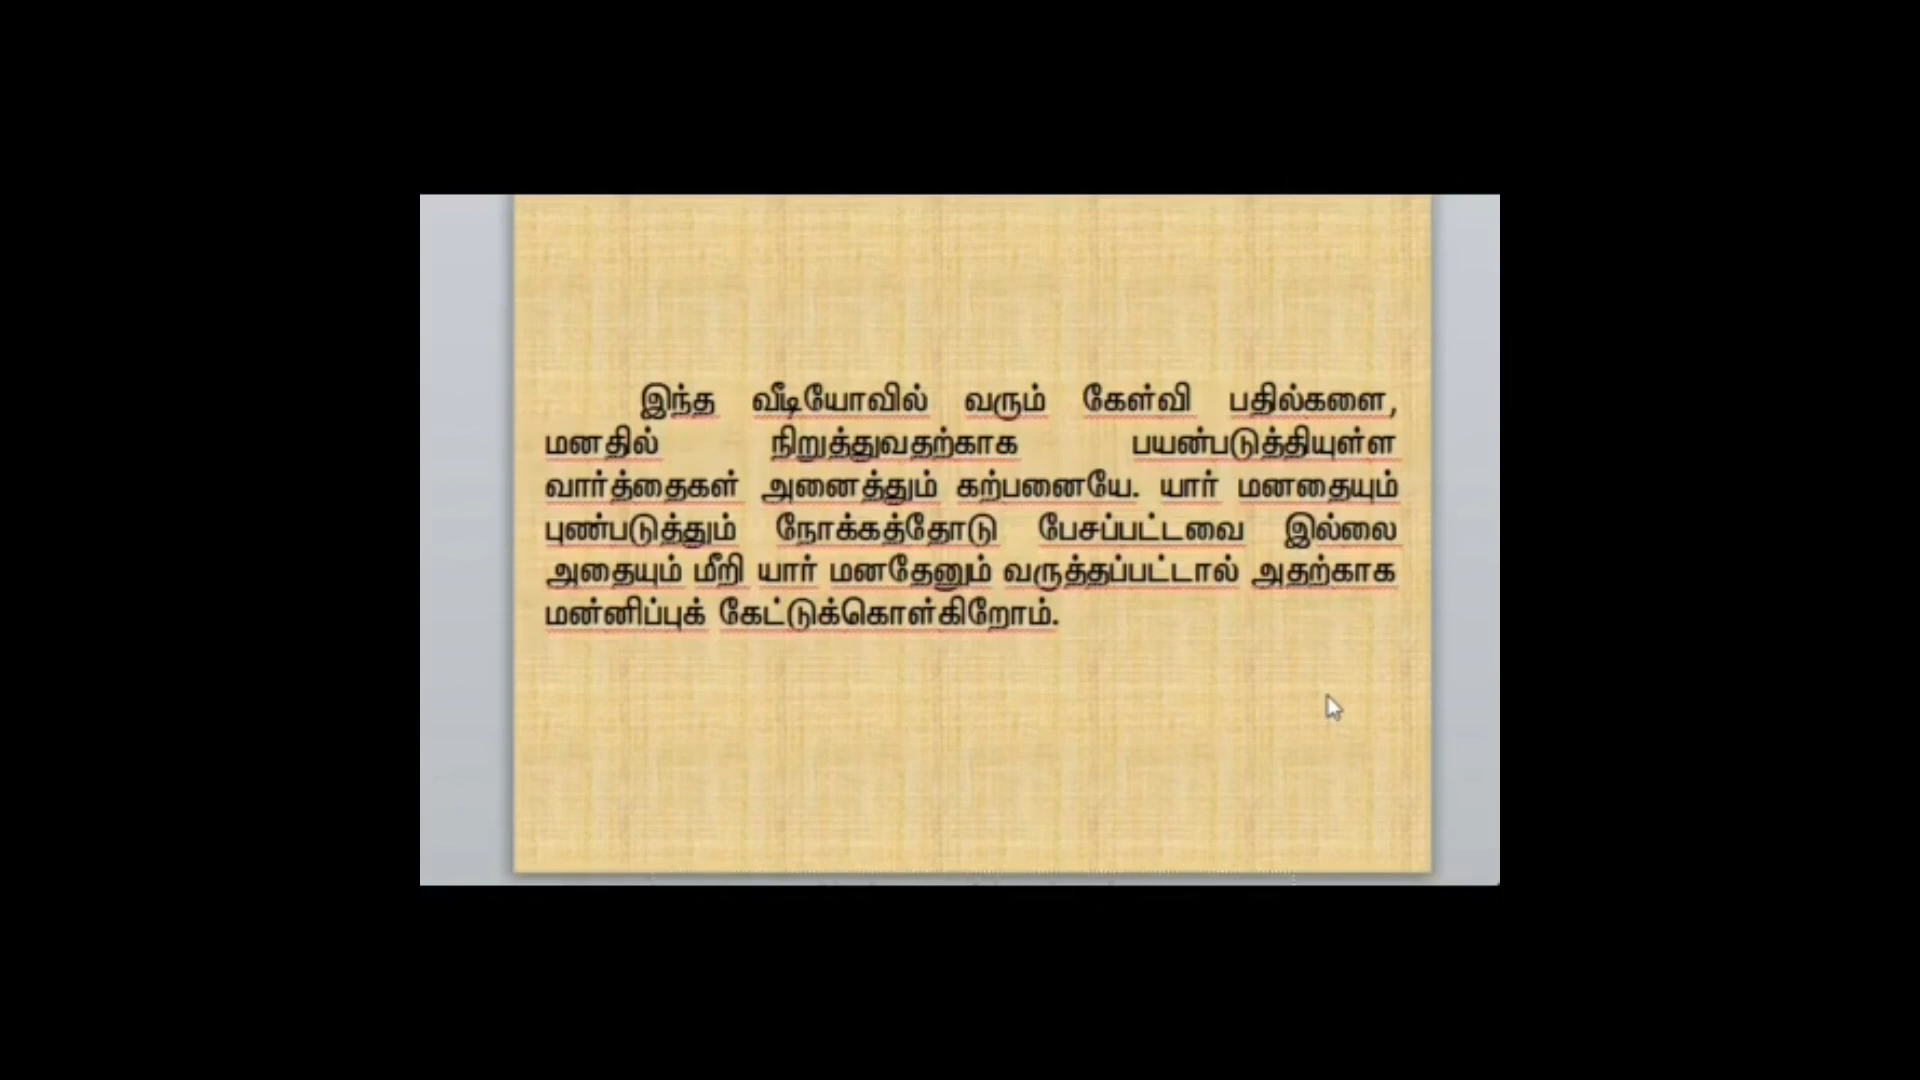 இந்த வீடியோவில் வரும் கேள்வி பதில்களை,
மனதில் நிறுத்துவதற்காக பயன்படுத்தியுள்ள
வார்த்தைகள் அனைத்தும் கற்பனையே. யார் மனதையும்
புண்படுத்தும் நோக்கத்தோடு பேசப்பட்டவை இல்லை
அதையும் மீறி யார் மனதேனும் வருத்தப்பட்டால் அதற்காக
மன்னிப்புக் கேட்டுக்கொள்கிறோம்.